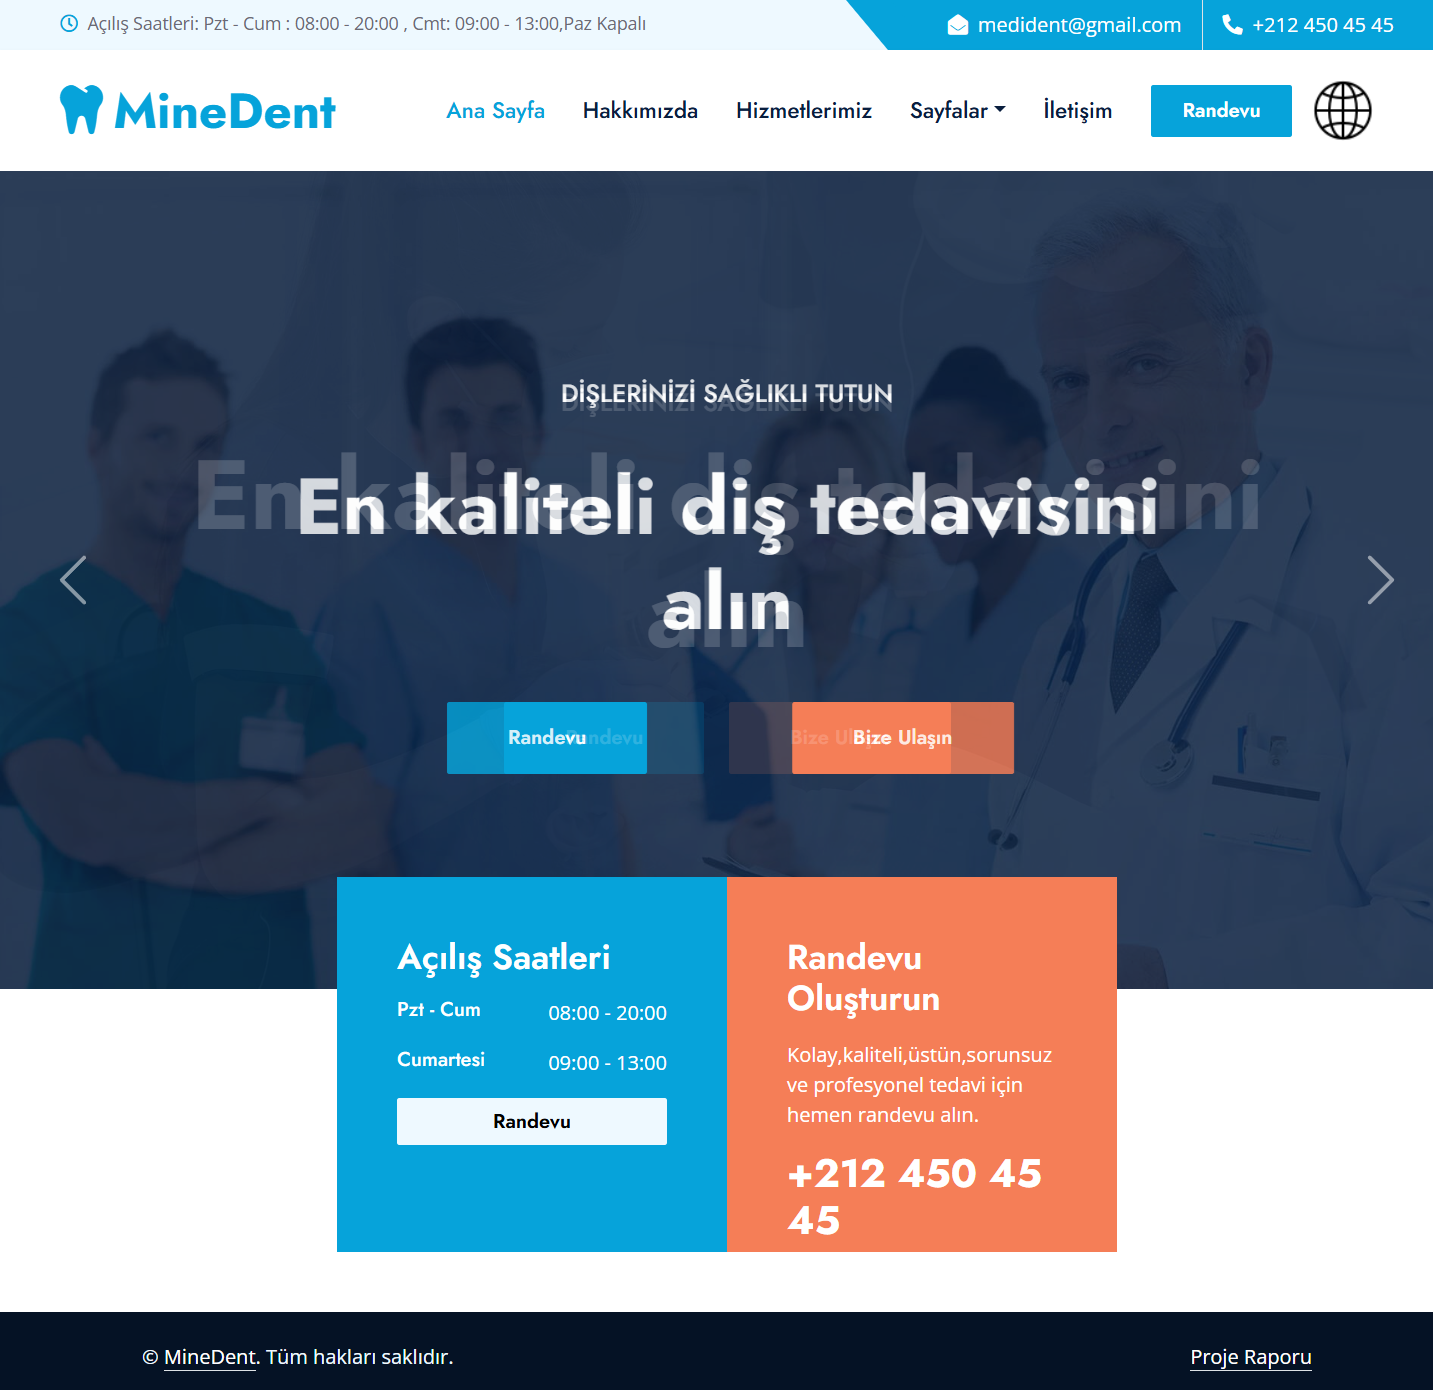 Açılış Saatleri: Pzt - Cum : 08:00 - 20:00 , Cmt: 09:00 - 13:00,Paz Kapalı
medident@gmail.com
+212 450 45 45
MineDent
Ana Sayfa
Hakkımızda
Hizmetlerimiz
Sayfalar
İletişim
Randevu
DİŞLERİNİZİ SAĞLIKLI TUTUN
En kaliteli diş tedavisini
alın
Randevu
Bize Ulaşın
Açılış Saatleri
Pzt - Cum 08:00 - 20:00
Cumartesi 09:00 - 13:00
Randevu
Randevu
Oluşturun
Kolay,kaliteli,üstün,sorunsuz
ve profesyonel tedavi için
hemen randevu alın.
+212 450 45
45
© MineDent. Tüm hakları saklıdır.
Proje Raporu